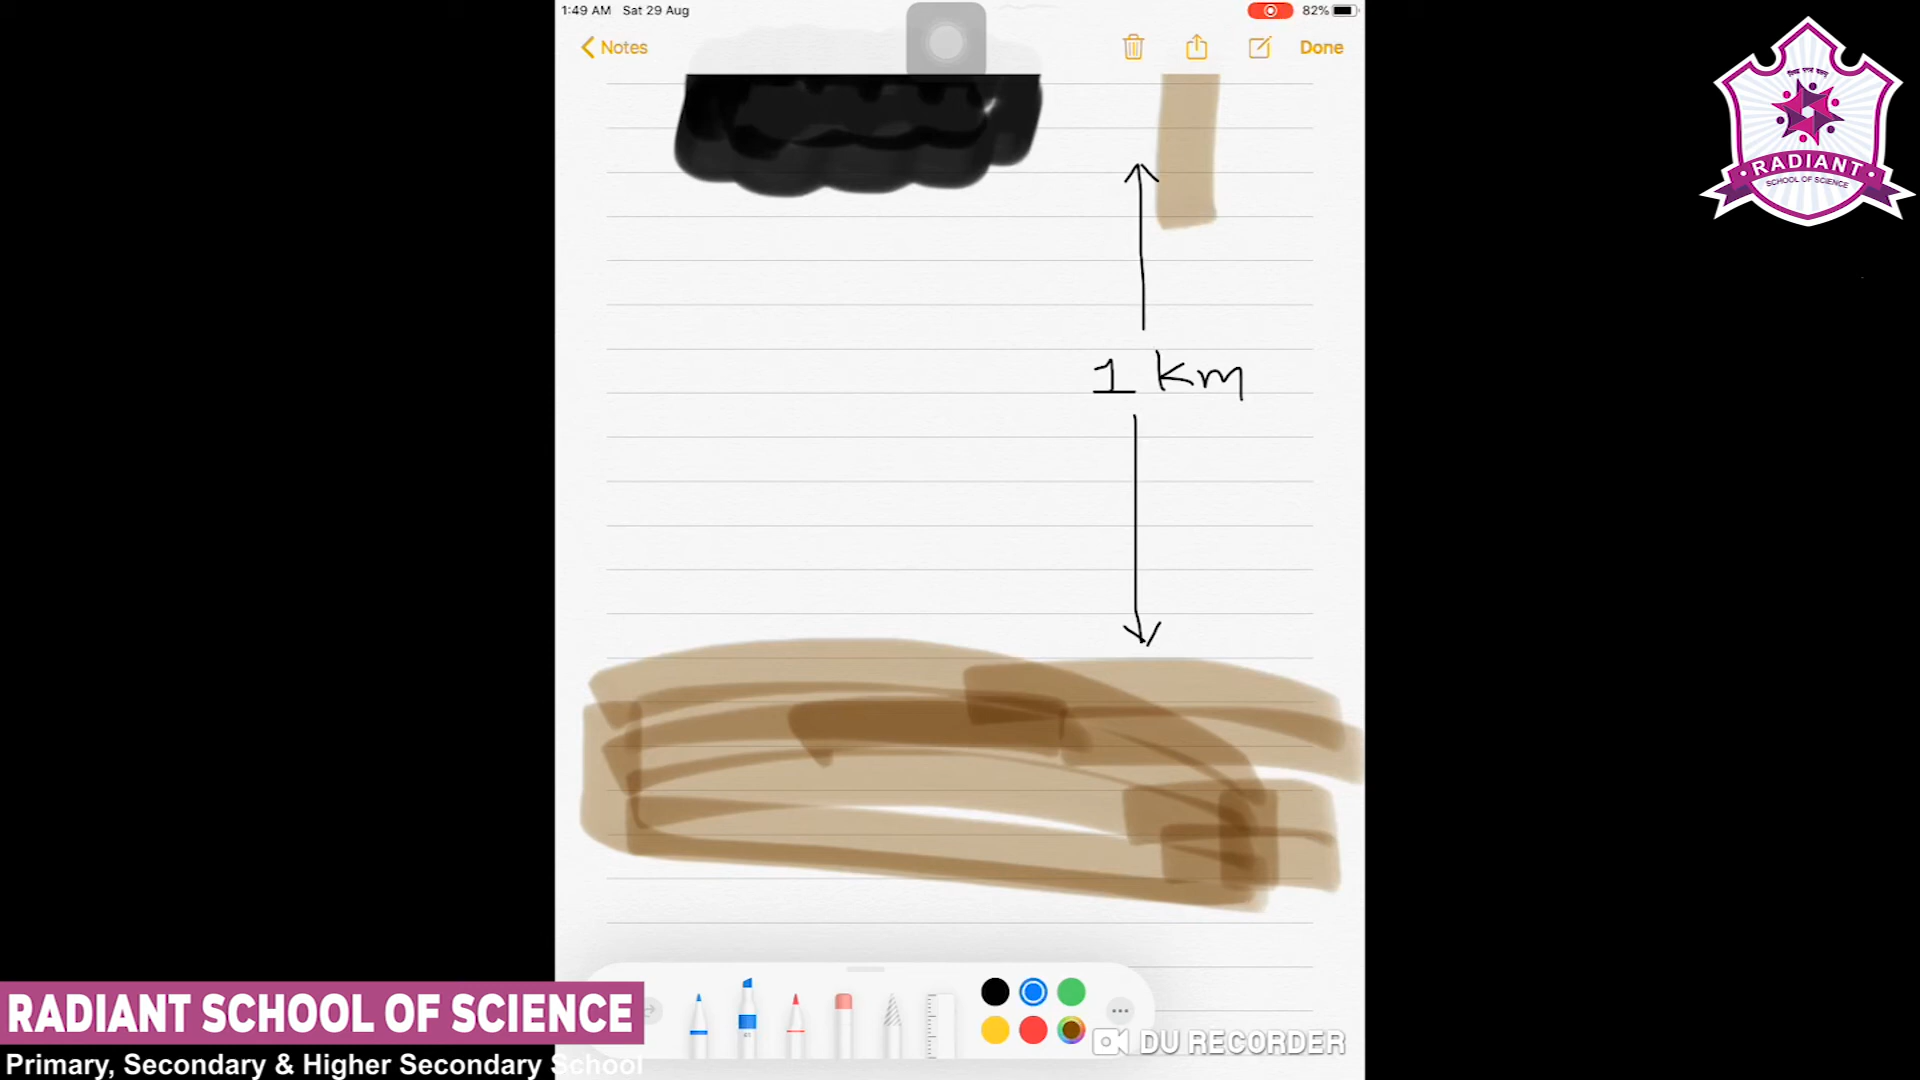 1:49 AM Sat 29 Aug
82%
Notes
Done
RADIANT
SCHOOL OF SCIENCE
1 km
RADIANT SCHOOL OF SCIENCE
Primary, Secondary & Higher Secondary School
DU RECORDER